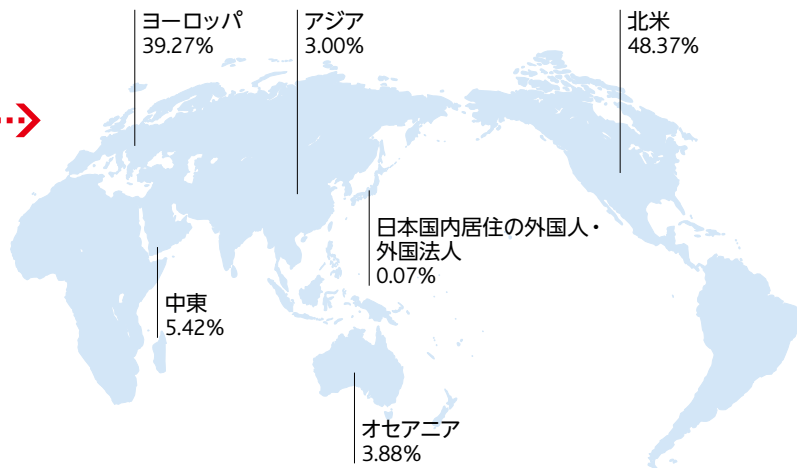 ヨーロッパ
39.27%
アジア
3.00%
北米
48.37%
日本国内居住の外国人・
外国法人
0.07%
中東
5.42%
オセアニア
3.88%